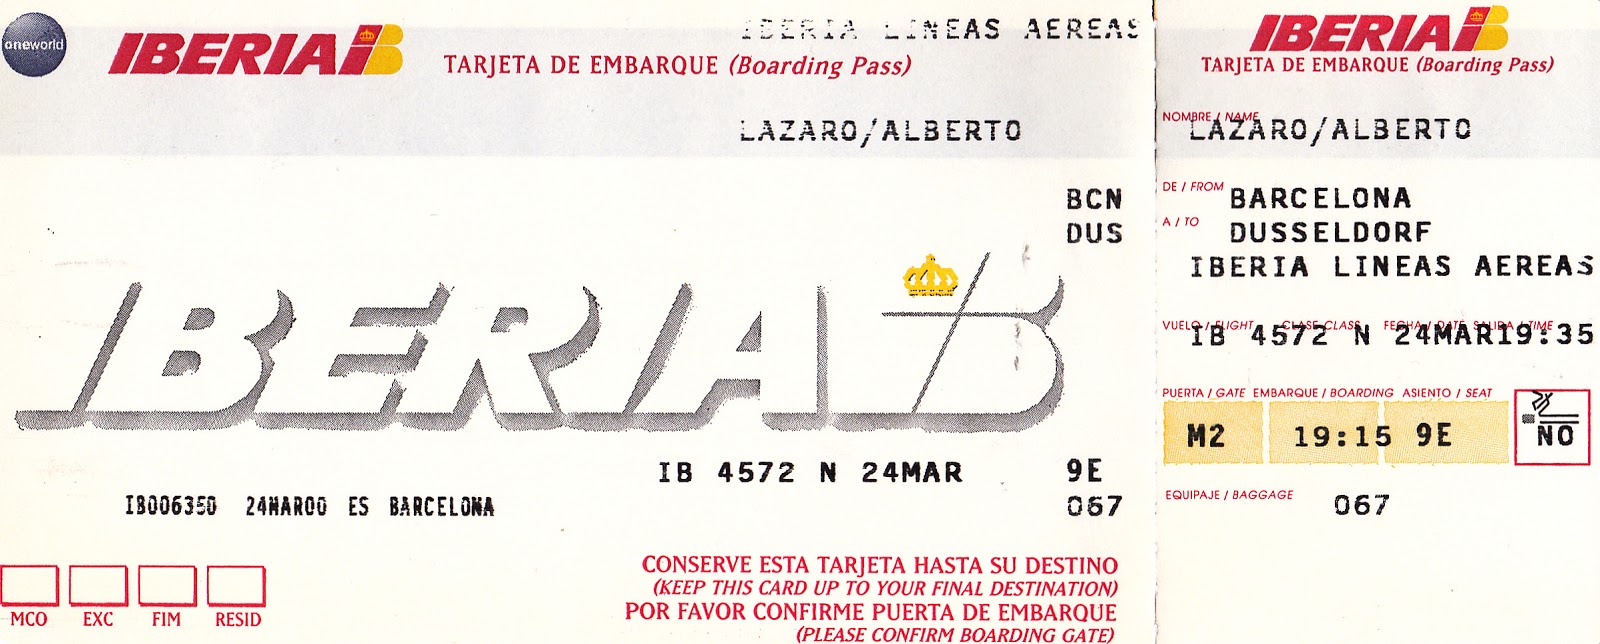 oneworld
IBERIA IB
IBERIA LINEAS AEREAS
TARJETA DE EMBARQUE (Boarding Pass)
LAZARO/ALBERTO
BCN
DUS
IBERIA IB
IB 4572 N 24MAR 9E
IB006350 24MAR00 ES BARCELONA 067
MCO EXC FIM RESID
CONSERVE ESTA TARJETA HASTA SU DESTINO
(KEEP THIS CARD UP TO YOUR FINAL DESTINATION)
POR FAVOR CONFIRME PUERTA DE EMBARQUE
(PLEASE CONFIRM BOARDING GATE)
IBERIA IB
TARJETA DE EMBARQUE (Boarding Pass)
NOMBRE / NAME
LAZARO/ALBERTO
DE / FROM BARCELONA
A / TO DUSSELDORF
IBERIA LINEAS AEREAS
VUELO / FLIGHT CLASE CLASS FECHA / DATE SALIDA / TIME
IB 4572 N 24MAR19:35
PUERTA / GATE EMBARQUE / BOARDING ASIENTO / SEAT
M2 19:15 9E NO
EQUIPAJE / BAGGAGE 067